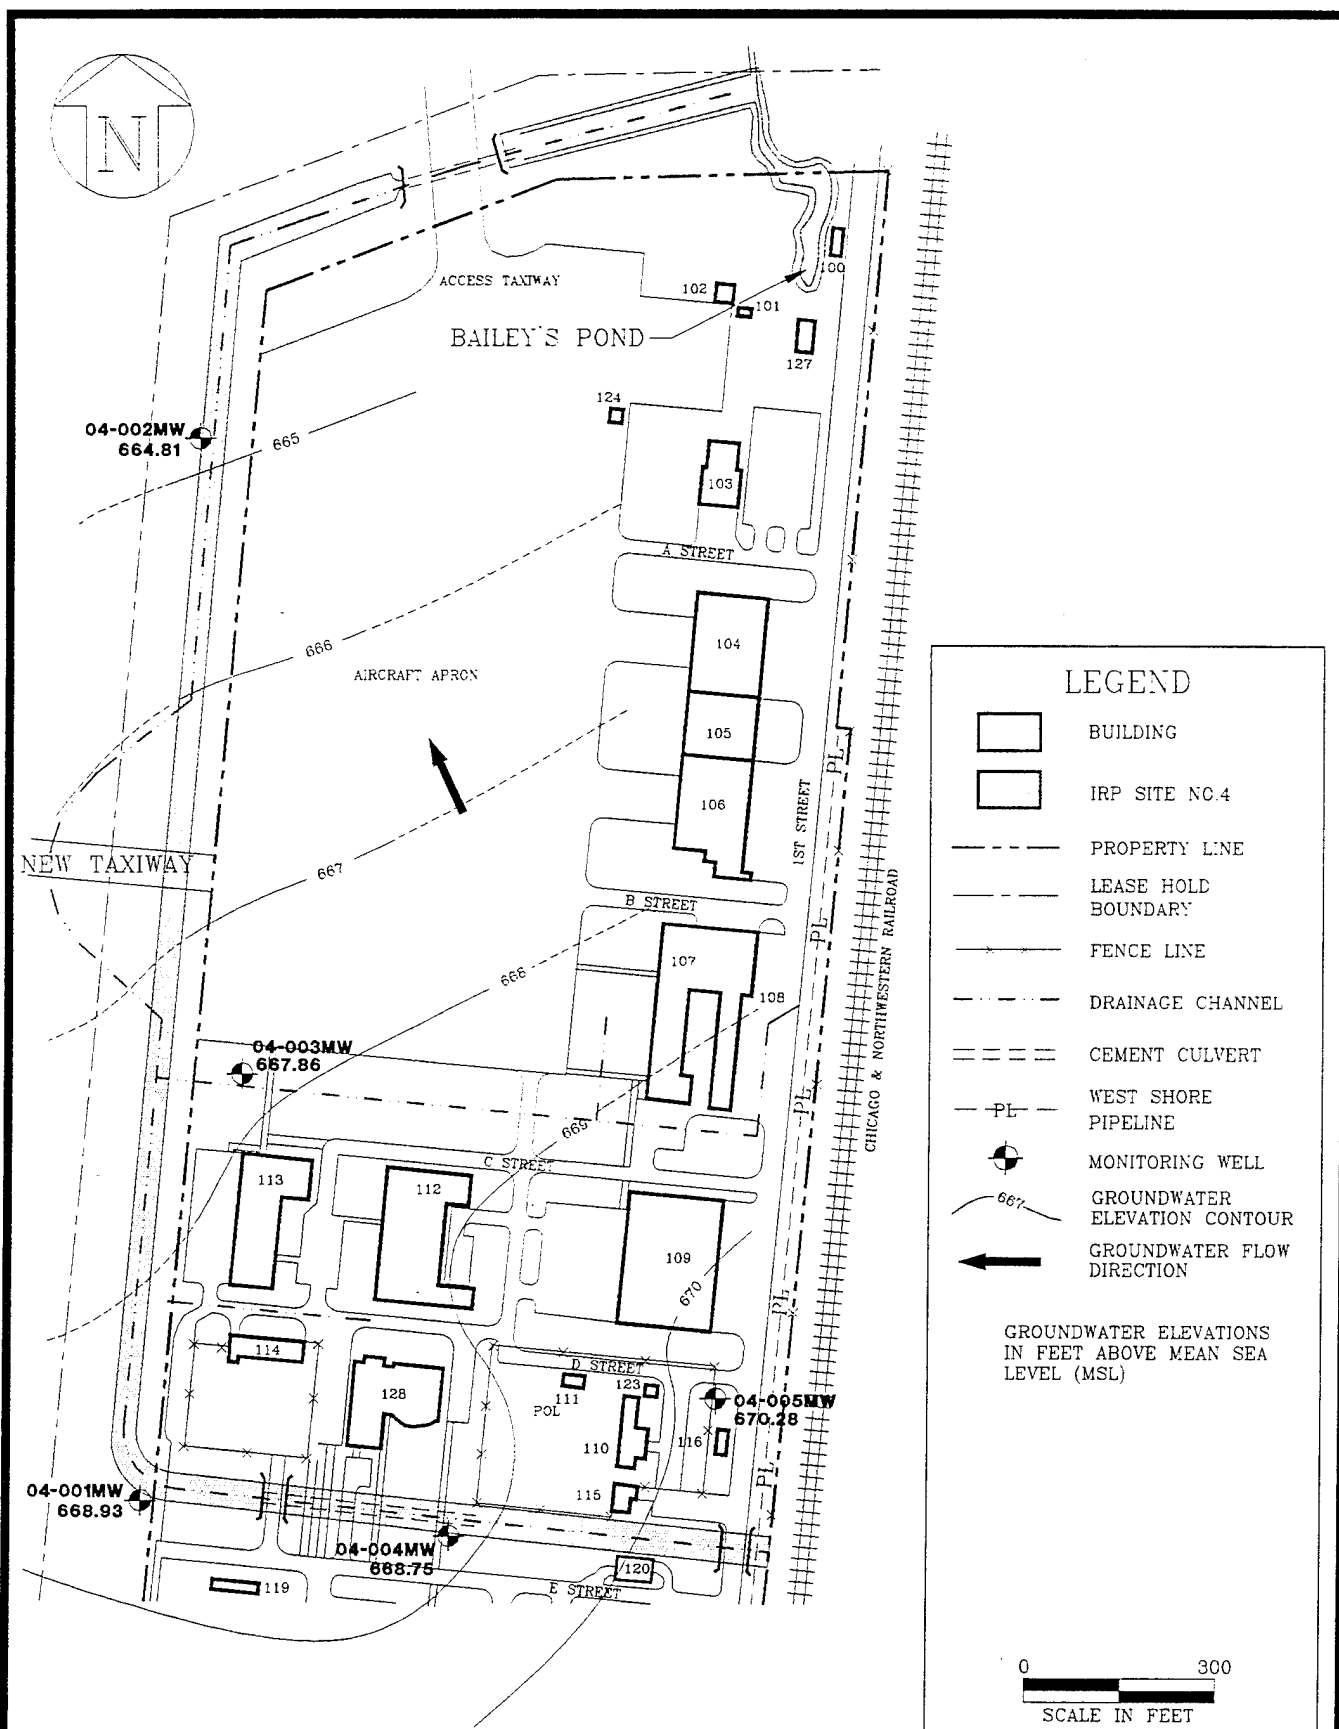 N
ACCESS TAXIWAY
102
101
100
BAILEY'S POND
127
124
04-002MW
664.81
665
103
A STREET
666
104
AIRCRAFT APRON
105
106
1ST STREET
PL
NEW TAXIWAY
667
B STREET
CHICAGO & NORTHWESTERN RAILROAD
PL
668
107
108
04-003MW
667.86
PL
669
C STREET
113
112
109
670
PL
114
D STREET
128
111
123
POL
04-005MW
670.28
110
116
115
PL
04-001MW
668.93
04-004MW
668.75
120
119
E STREET
LEGEND
BUILDING
IRP SITE NO.4
PROPERTY LINE
LEASE HOLD
BOUNDARY
FENCE LINE
DRAINAGE CHANNEL
CEMENT CULVERT
PL
WEST SHORE
PIPELINE
MONITORING WELL
667
GROUNDWATER
ELEVATION CONTOUR
GROUNDWATER FLOW
DIRECTION
GROUNDWATER ELEVATIONS
IN FEET ABOVE MEAN SEA
LEVEL (MSL)
0 300
SCALE IN FEET